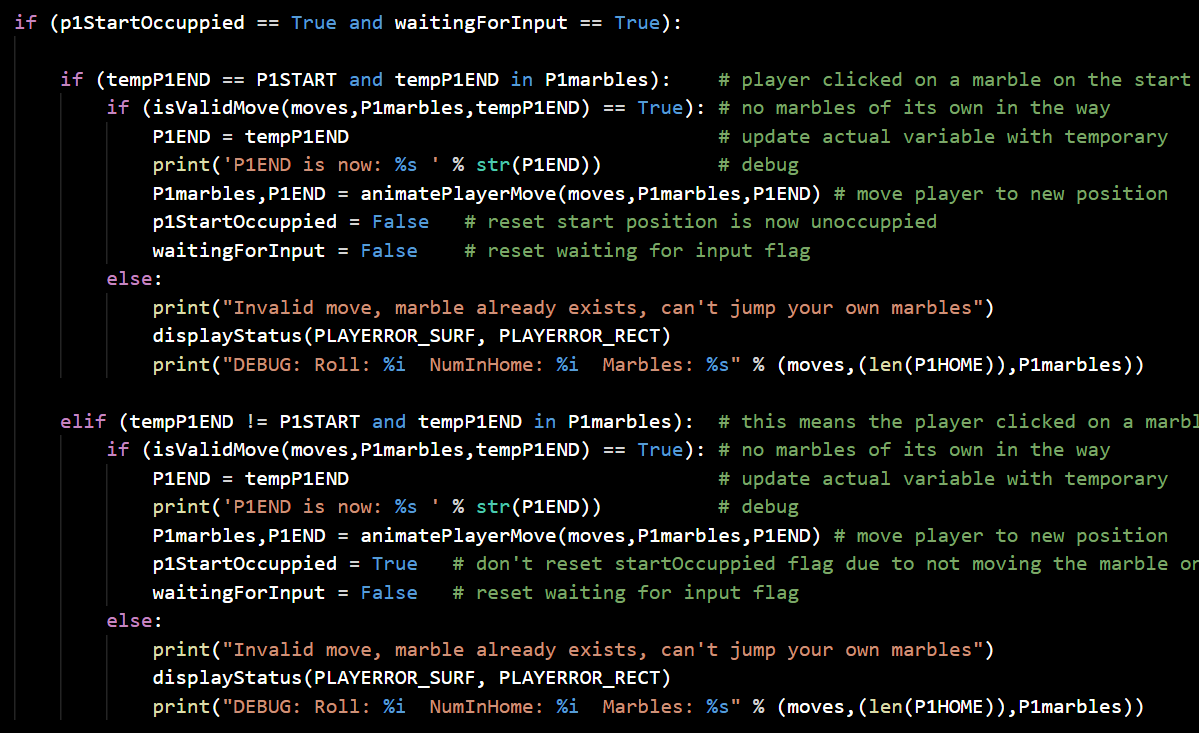 if (p1StartOccuppied == True and waitingForInput == True):
if (tempP1END == P1START and tempP1END in P1marbles): # player clicked on a marble on the start
if (isValidMove(moves,P1marbles,tempP1END) == True): # no marbles of its own in the way
P1END = tempP1END # update actual variable with temporary
print('P1END is now: %s ' % str(P1END)) # debug
P1marbles,P1END = animatePlayerMove(moves,P1marbles,P1END) # move player to new position
p1StartOccuppied = False # reset start position is now unoccuppied
waitingForInput = False # reset waiting for input flag
else:
print("Invalid move, marble already exists, can't jump your own marbles")
displayStatus(PLAYERROR_SURF, PLAYERROR_RECT)
print("DEBUG: Roll: %i  NumInHome: %i  Marbles: %s" % (moves,(len(P1HOME)),P1marbles))
elif (tempP1END != P1START and tempP1END in P1marbles): # this means the player clicked on a marbl
if (isValidMove(moves,P1marbles,tempP1END) == True): # no marbles of its own in the way
P1END = tempP1END # update actual variable with temporary
print('P1END is now: %s ' % str(P1END)) # debug
P1marbles,P1END = animatePlayerMove(moves,P1marbles,P1END) # move player to new position
p1StartOccuppied = True # don't reset startOccuppied flag due to not moving the marble or
waitingForInput = False # reset waiting for input flag
else:
print("Invalid move, marble already exists, can't jump your own marbles")
displayStatus(PLAYERROR_SURF, PLAYERROR_RECT)
print("DEBUG: Roll: %i  NumInHome: %i  Marbles: %s" % (moves,(len(P1HOME)),P1marbles))